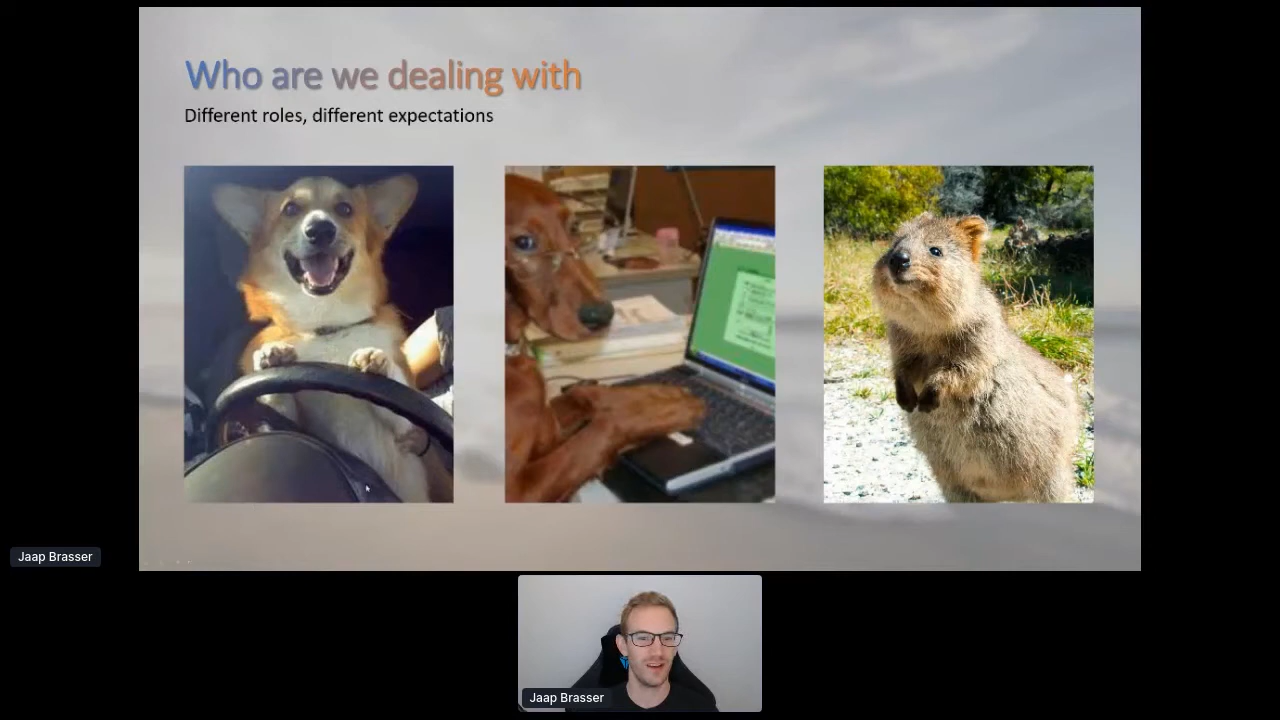 Who are we dealing with
Different roles, different expectations
Jaap Brasser
Jaap Brasser